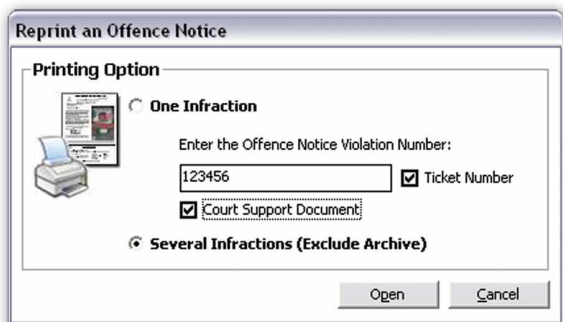 Reprint an Offence Notice
Printing Option
One Infraction
Enter the Offence Notice Violation Number:
123456 Ticket Number
Court Support Document
Several Infractions (Exclude Archive)
Open Cancel